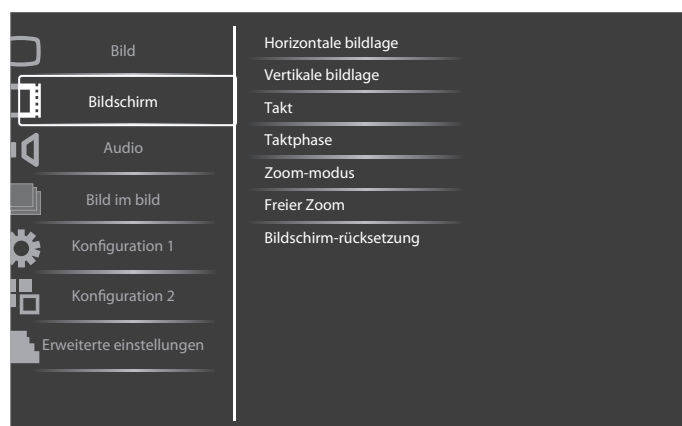 Bild
Bildschirm
Audio
Bild im bild
Konfiguration 1
Konfiguration 2
Erweiterte einstellungen
Horizontale bildlage
Vertikale bildlage
Takt
Taktphase
Zoom-modus
Freier Zoom
Bildschirm-rücksetzung